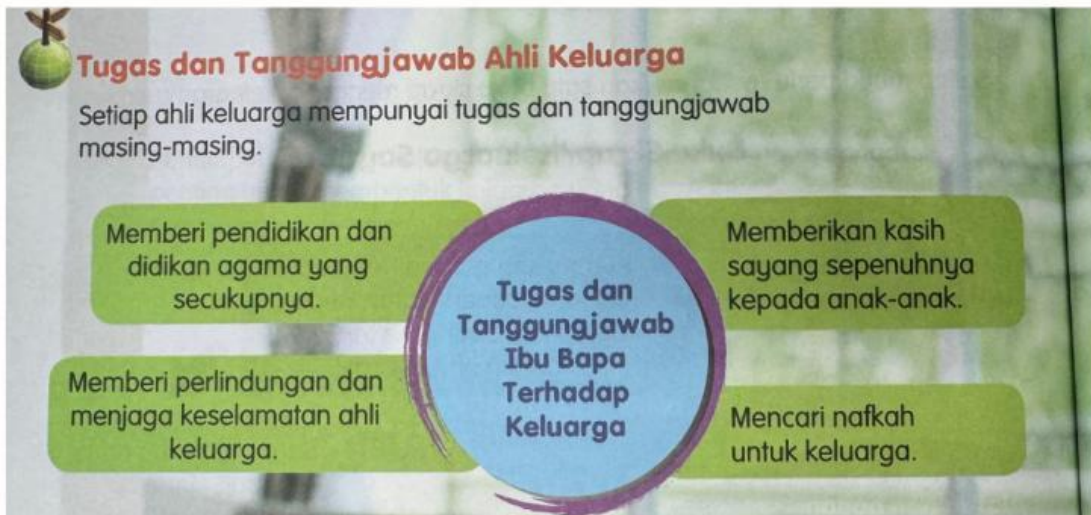 Tugas dan Tanggungjawab Ahli Keluarga
Setiap ahli keluarga mempunyai tugas dan tanggungjawab
masing-masing.
Memberi pendidikan dan
didikan agama yang
secukupnya.
Memberikan kasih
sayang sepenuhnya
kepada anak-anak.
Tugas dan
Tanggungjawab
Ibu Bapa
Terhadap
Keluarga
Memberi perlindungan dan
menjaga keselamatan ahli
keluarga.
Mencari nafkah
untuk keluarga.